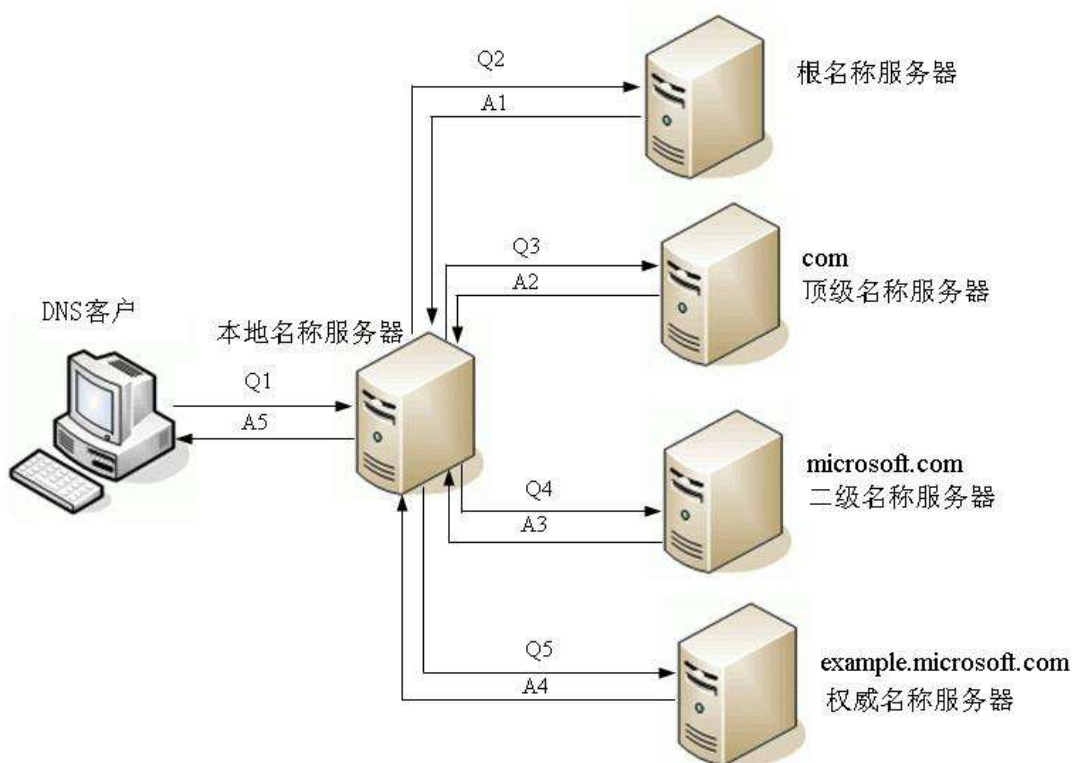 Q2
根名称服务器
A1
Q3
com
A2
顶级名称服务器
DNS客户
本地名称服务器
Q1
A5
microsoft.com
Q4
二级名称服务器
A3
Q5
example.microsoft.com
A4
权威名称服务器